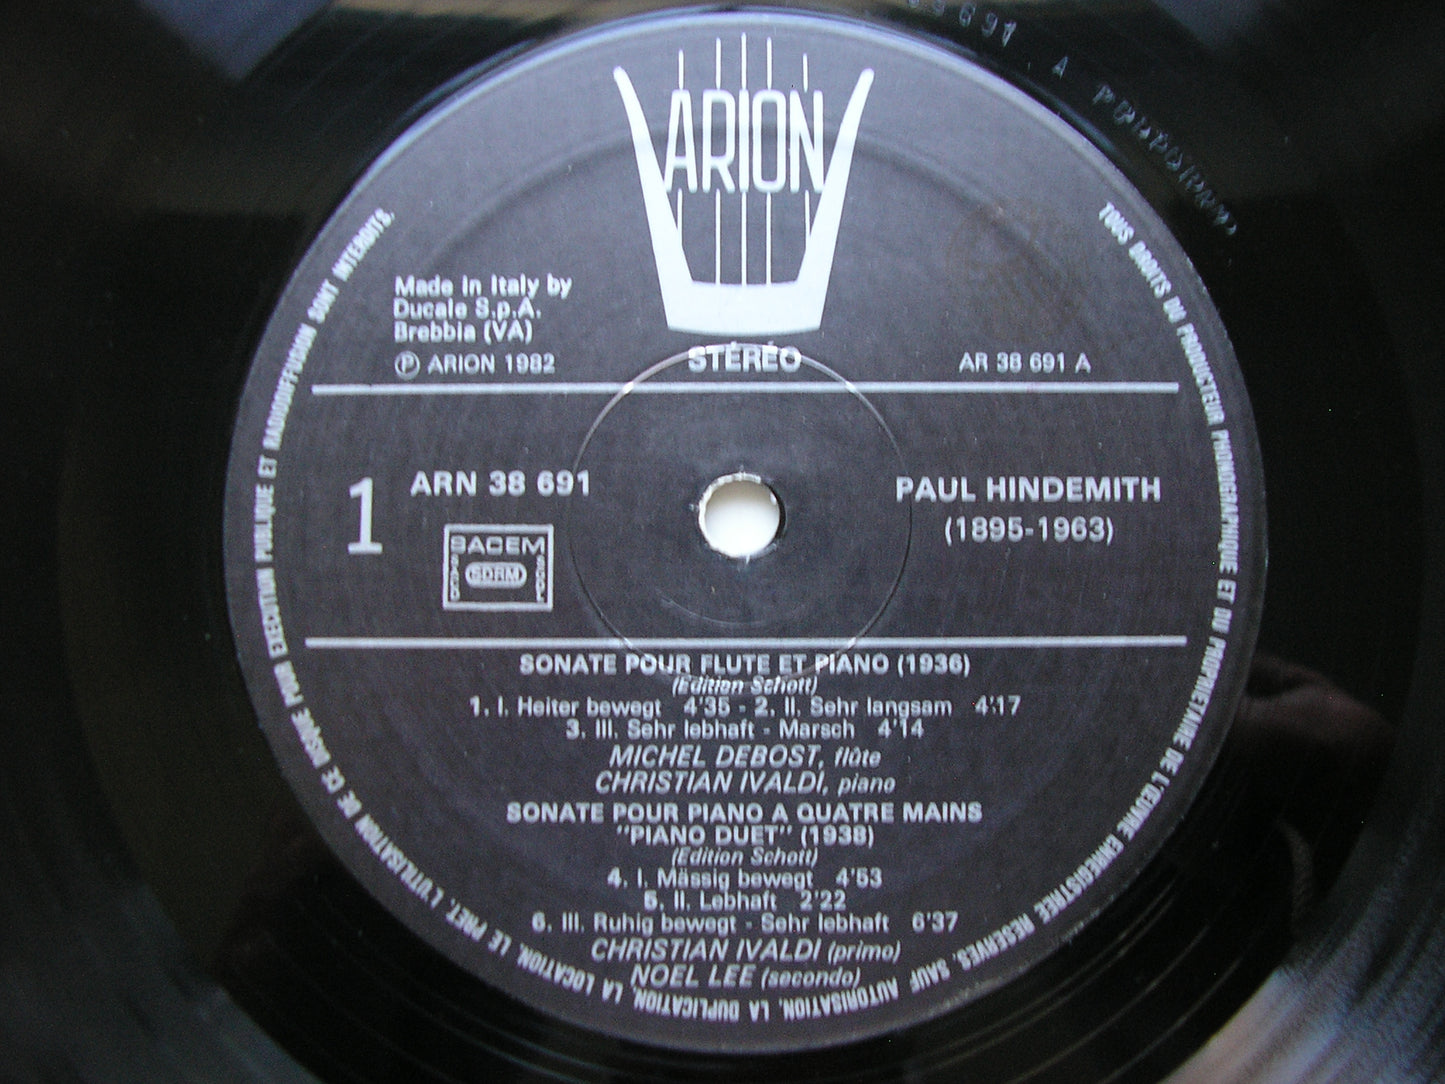 ARION
Made in Italy by
Ducale S.p.A.
Brebbia (VA)
Ⓟ ARION 1982
STÉRÉO
AR 38 691 A
1
ARN 38 691
SACEM
SACD
SDRM
SGDL
PAUL HINDEMITH
(1895-1963)
SONATE POUR FLUTE ET PIANO (1936)
(Edition Schott)
1. I. Heiter bewegt 4'35 - 2. II. Sehr langsam 4'17
3. III. Sehr lebhaft - Marsch 4'14
MICHEL DEBOST, flûte
CHRISTIAN IVALDI, piano
SONATE POUR PIANO A QUATRE MAINS
"PIANO DUET" (1938)
(Edition Schott)
4. I. Mässig bewegt 4'53
5. II. Lebhaft 2'22
6. III. Ruhig bewegt - Sehr lebhaft 6'37
CHRISTIAN IVALDI (primo)
NOEL LEE (secondo)
TOUS DROITS DU PRODUCTEUR PHONOGRAPHIQUE ET DU PROPRIETAIRE DE L'ŒUVRE ENREGISTREE RESERVES. SAUF AUTORISATION, LA DUPLICATION, LA LOCATION, LE PRET, L'UTILISATION DE CE DISQUE POUR EXECUTION PUBLIQUE ET RADIODIFFUSION SONT INTERDITS.